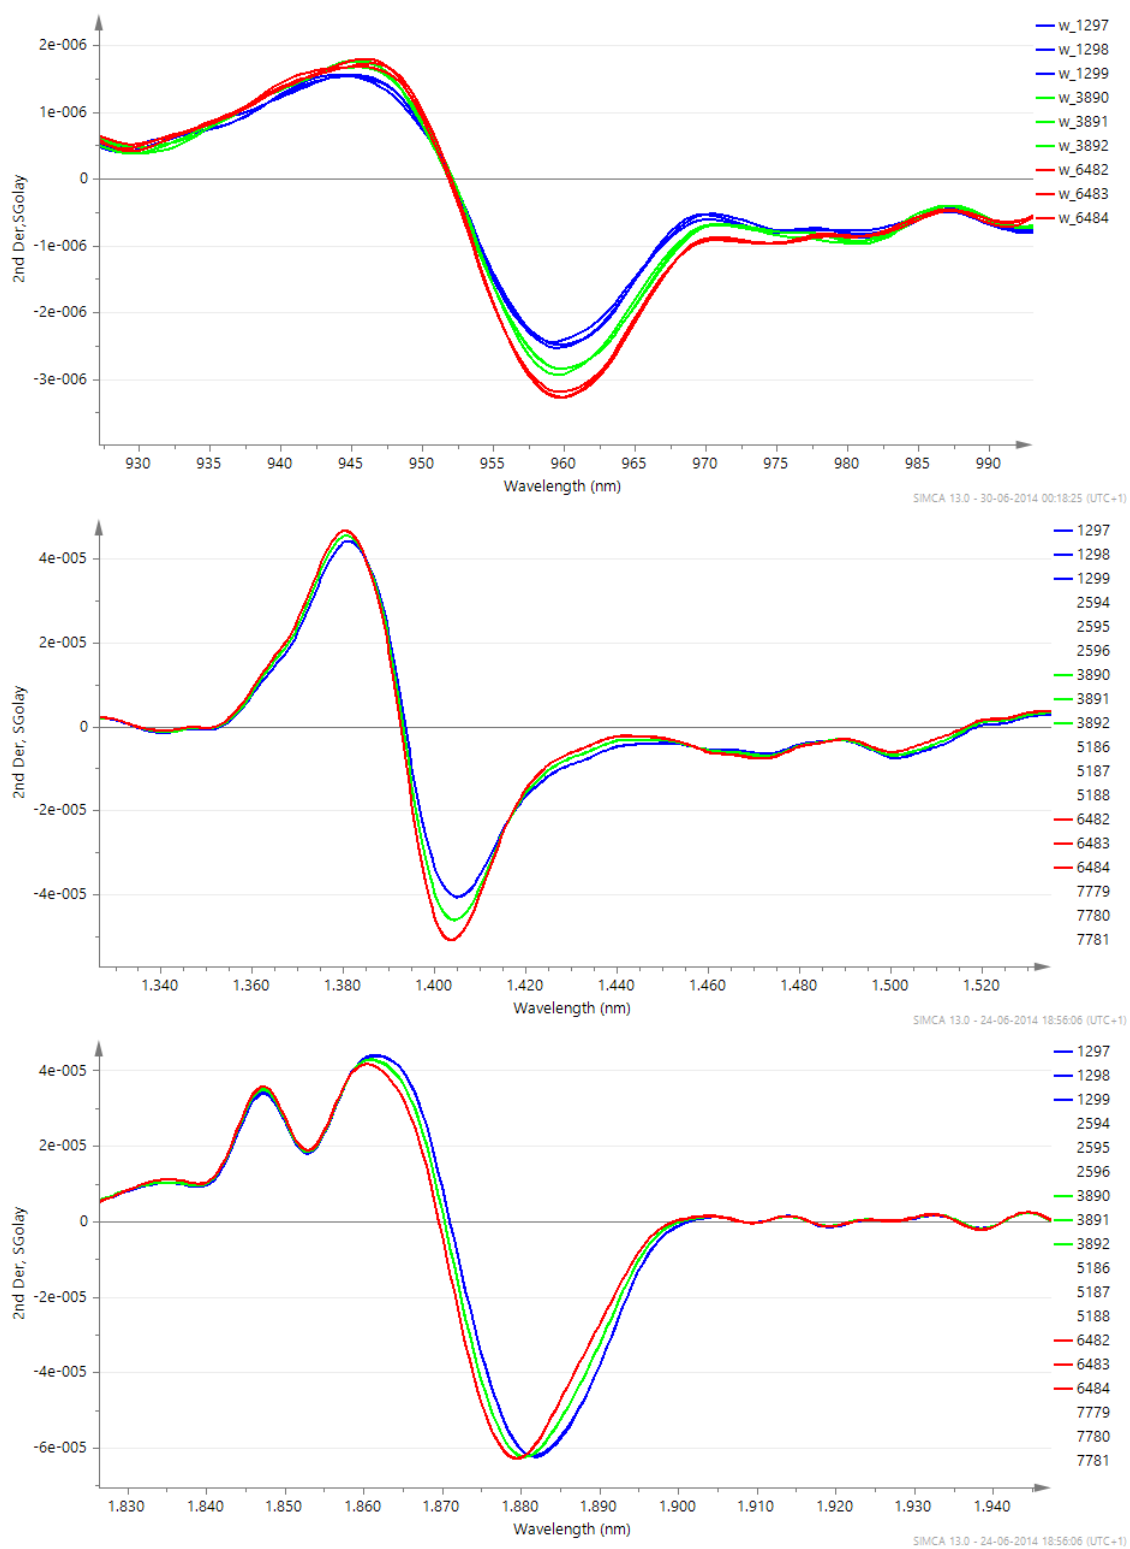 2e-006
1e-006
0
-1e-006
-2e-006
-3e-006
2nd Der,SGolay
930 935 940 945 950 955 960 965 970 975 980 985 990
Wavelength (nm)
w_1297
w_1298
w_1299
w_3890
w_3891
w_3892
w_6482
w_6483
w_6484
SIMCA 13.0 - 30-06-2014 00:18:25 (UTC+1)
4e-005
2e-005
0
-2e-005
-4e-005
2nd Der, SGolay
1.340 1.360 1.380 1.400 1.420 1.440 1.460 1.480 1.500 1.520
Wavelength (nm)
1297
1298
1299
2594
2595
2596
3890
3891
3892
5186
5187
5188
6482
6483
6484
7779
7780
7781
SIMCA 13.0 - 24-06-2014 18:56:06 (UTC+1)
4e-005
2e-005
0
-2e-005
-4e-005
-6e-005
2nd Der, SGolay
1.830 1.840 1.850 1.860 1.870 1.880 1.890 1.900 1.910 1.920 1.930 1.940
Wavelength (nm)
1297
1298
1299
2594
2595
2596
3890
3891
3892
5186
5187
5188
6482
6483
6484
7779
7780
7781
SIMCA 13.0 - 24-06-2014 18:56:06 (UTC+1)